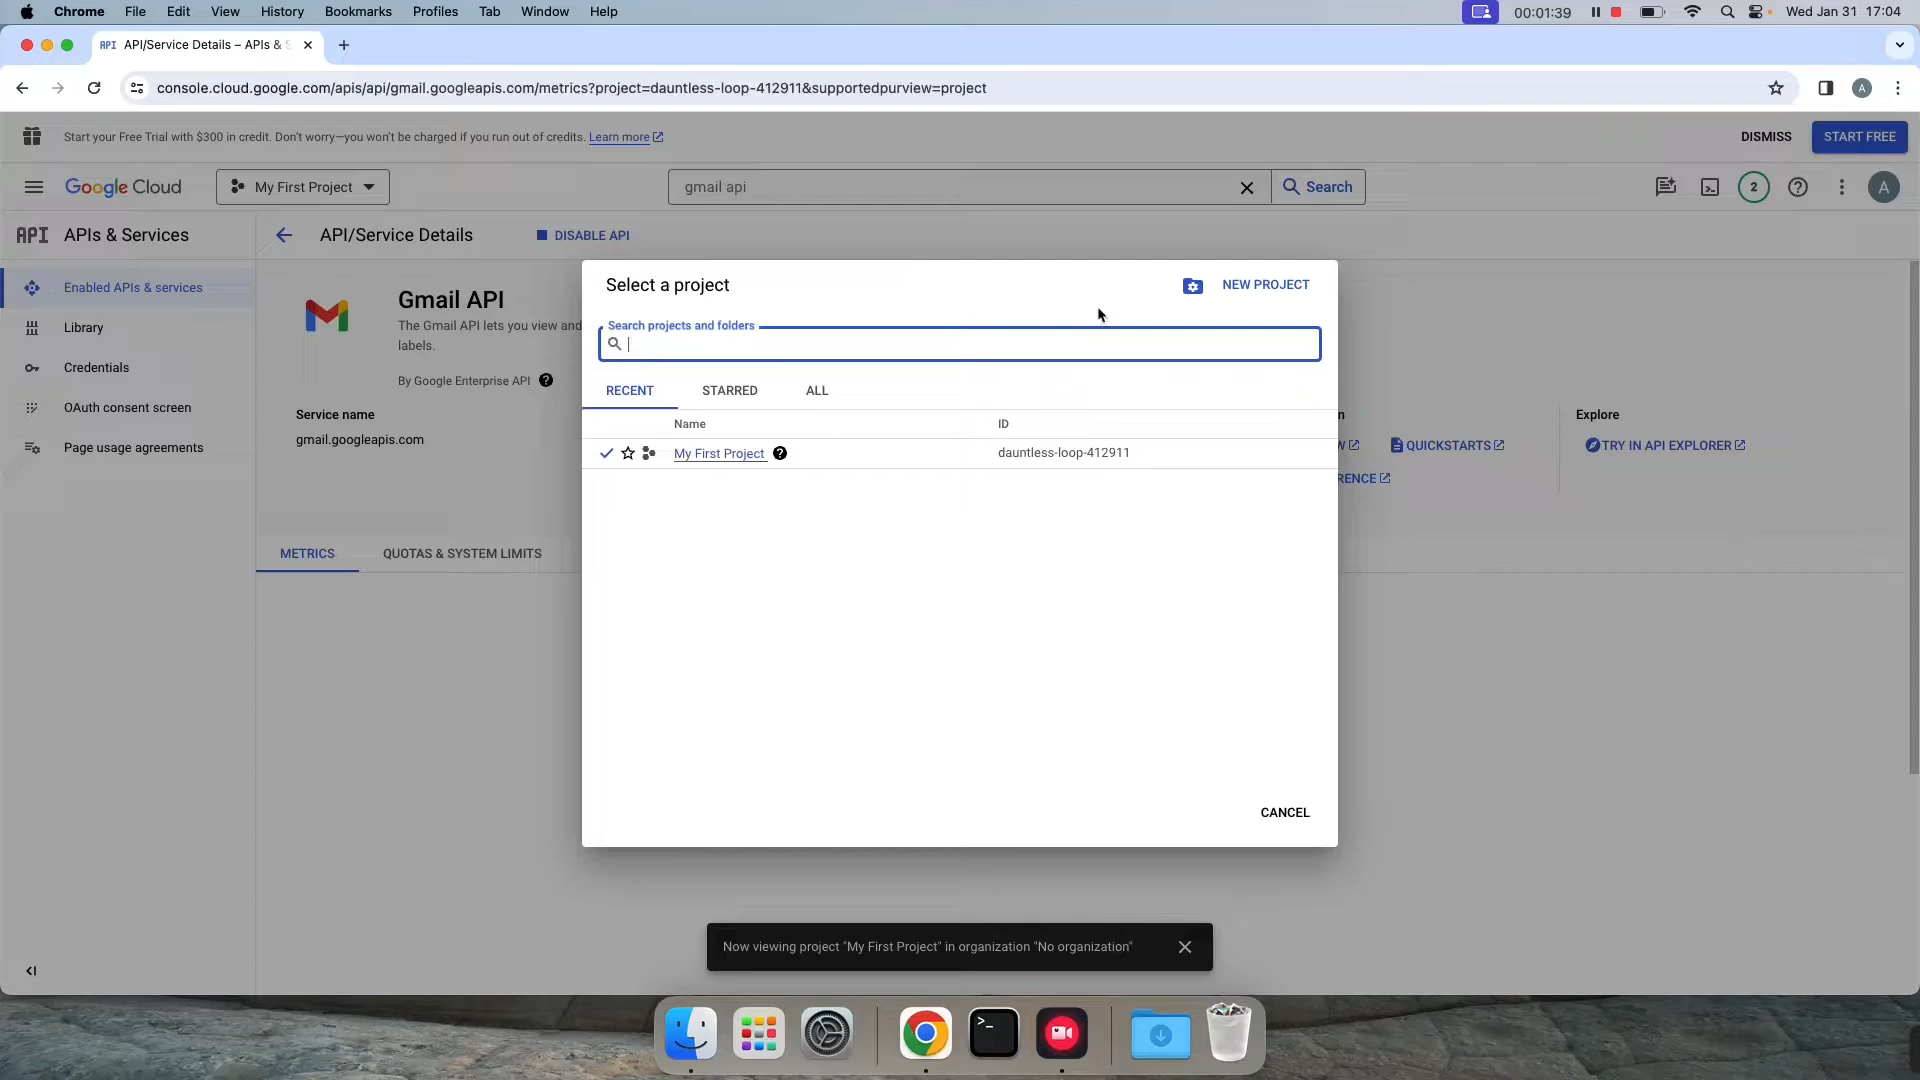 Chrome File Edit View History Bookmarks Profiles Tab Window Help 00:01:39 Wed Jan 31 17:04
API API/Service Details – APIs & S
console.cloud.google.com/apis/api/gmail.googleapis.com/metrics?project=dauntless-loop-412911&supportedpurview=project A
Start your Free Trial with $300 in credit. Don't worry—you won't be charged if you run out of credits. Learn more DISMISS START FREE
Google Cloud My First Project gmail api Search 2 A
API APIs & Services API/Service Details DISABLE API
Enabled APIs & services
Library
Credentials
OAuth consent screen
Page usage agreements
Gmail API
The Gmail API lets you view and
labels.
By Google Enterprise API
Service name
gmail.googleapis.com
METRICS QUOTAS & SYSTEM LIMITS
Select a project NEW PROJECT
Search projects and folders
RECENT STARRED ALL
Name ID
My First Project dauntless-loop-412911
CANCEL
n Explore
W QUICKSTARTS TRY IN API EXPLORER
RENCE
Now viewing project "My First Project" in organization "No organization"